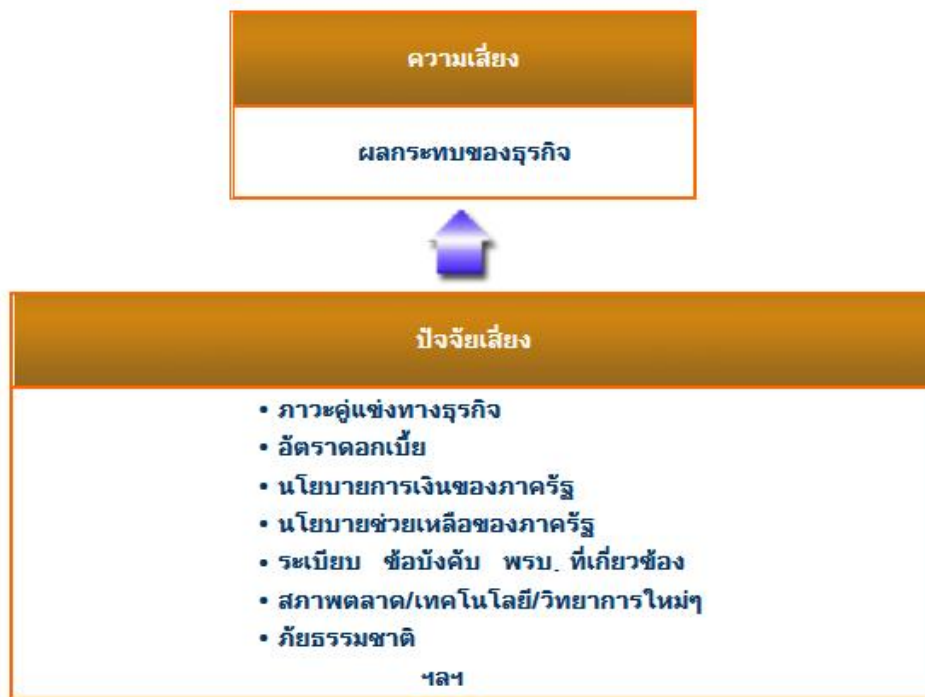 ความเสี่ยง
ผลกระทบของธุรกิจ
ปัจจัยเสี่ยง
• ภาวะคู่แข่งทางธุรกิจ
• อัตราดอกเบี้ย
• นโยบายการเงินของภาครัฐ
• นโยบายช่วยเหลือของภาครัฐ
• ระเบียบ ข้อบังคับ พรบ. ที่เกี่ยวข้อง
• สภาพตลาด/เทคโนโลยี/วิทยาการใหม่ๆ
• ภัยธรรมชาติ
ฯลฯ